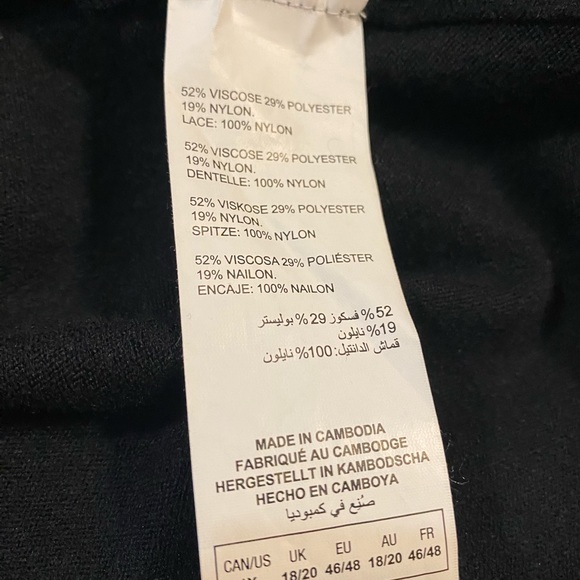 52% VISCOSE 29% POLYESTER
19% NYLON.
LACE: 100% NYLON
52% VISCOSE 29% POLYESTER
19% NYLON.
DENTELLE: 100% NYLON
52% VISKOSE 29% POLYESTER
19% NYLON.
SPITZE: 100% NYLON
52% VISCOSA 29% POLIÉSTER
19% NAILON.
ENCAJE: 100% NAILON
52% فسكوز 29% بوليستر
19% نايلون
قماش الدانتيل: 100% نايلون
MADE IN CAMBODIA
FABRIQUÉ AU CAMBODGE
HERGESTELLT IN KAMBODSCHA
HECHO EN CAMBOYA
صُنِع في كمبوديا
CAN/US UK EU AU FR
18/20 46/48 18/20 46/48